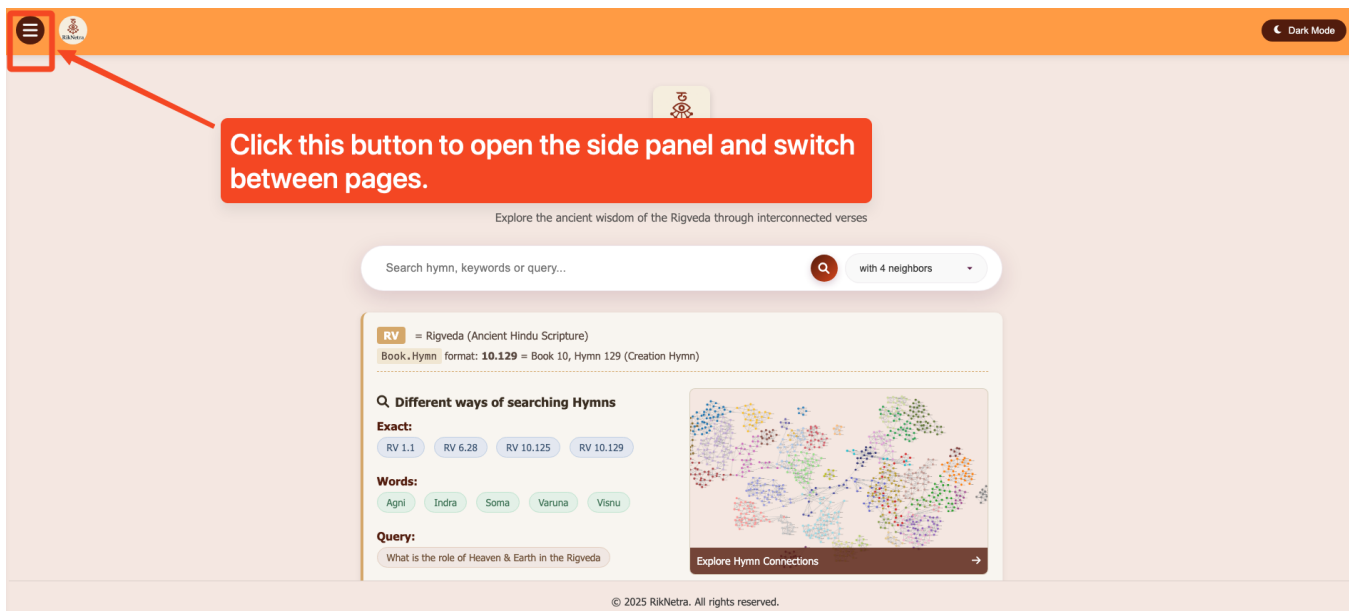 RikNetra
Dark Mode
Click this button to open the side panel and switch
between pages.
Explore the ancient wisdom of the Rigveda through interconnected verses
Search hymn, keywords or query...
with 4 neighbors
RV = Rigveda (Ancient Hindu Scripture)
Book.Hymn format: 10.129 = Book 10, Hymn 129 (Creation Hymn)
Different ways of searching Hymns
Exact:
RV 1.1 RV 6.28 RV 10.125 RV 10.129
Words:
Agni Indra Soma Varuna Visnu
Query:
What is the role of Heaven & Earth in the Rigveda
Explore Hymn Connections
© 2025 RikNetra. All rights reserved.